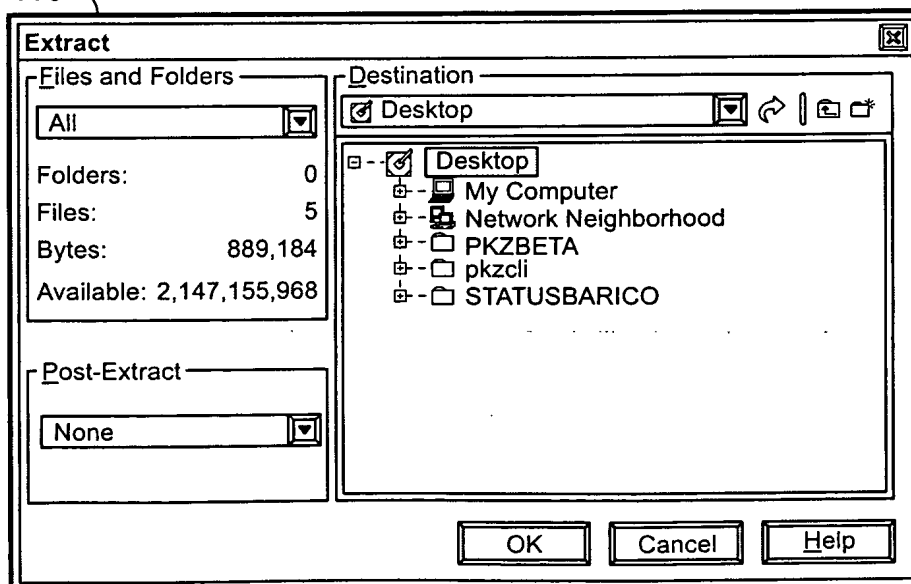 Extract
Files and Folders
All
Folders: 0
Files: 5
Bytes: 889,184
Available: 2,147,155,968
Post-Extract
None
Destination
Desktop
Desktop
My Computer
Network Neighborhood
PKZBETA
pkzcli
STATUSBARICO
OK Cancel Help